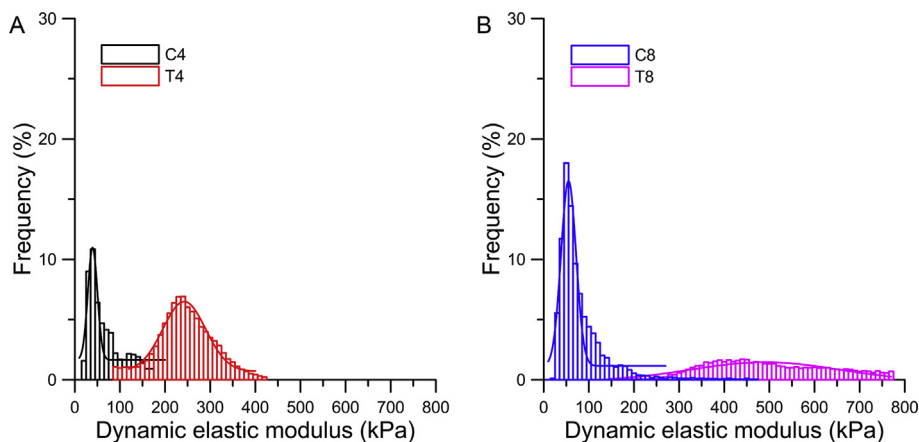 A
30
20
10
0
Frequency (%)
C4
T4
0 100 200 300 400 500 600 700 800
Dynamic elastic modulus (kPa)
B
30
20
10
0
Frequency (%)
C8
T8
0 100 200 300 400 500 600 700 800
Dynamic elastic modulus (kPa)